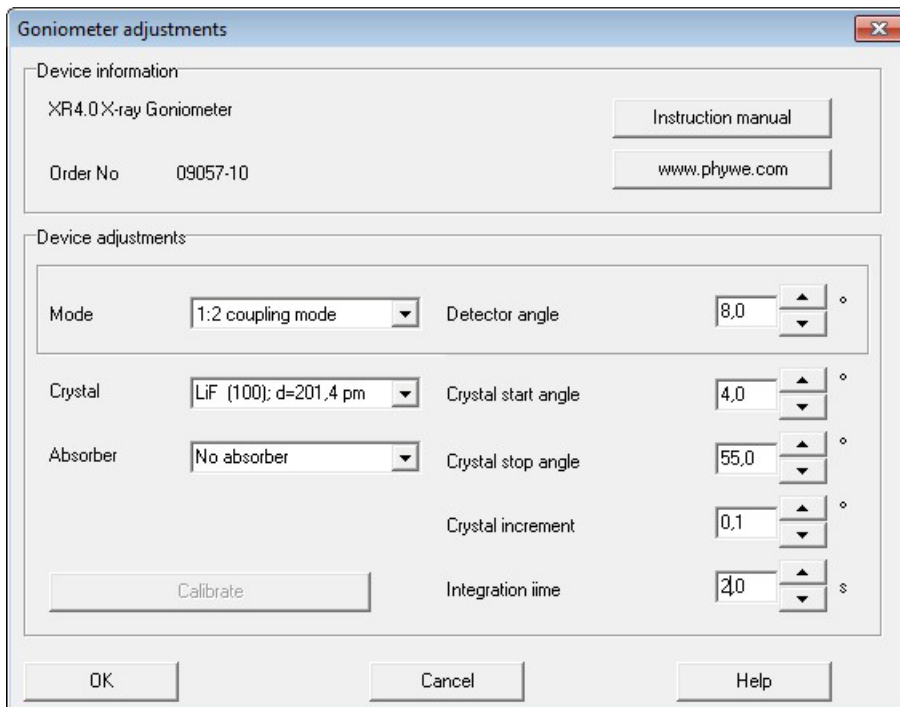 Goniometer adjustments
Device information
XR4.0 X-ray Goniometer
Instruction manual
Order No 09057-10
www.phywe.com
Device adjustments
Mode 1:2 coupling mode Detector angle 8,0 °
Crystal LiF (100); d=201,4 pm Crystal start angle 4,0 °
Absorber No absorber Crystal stop angle 55,0 °
Crystal increment 0,1 °
Calibrate Integration iime 2,0 s
OK Cancel Help